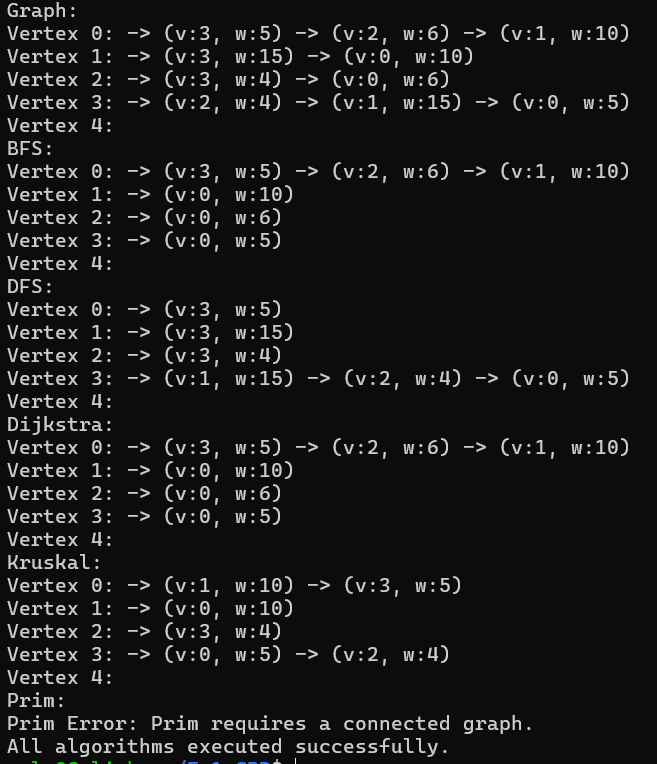 Graph:
Vertex 0: -> (v:3, w:5) -> (v:2, w:6) -> (v:1, w:10)
Vertex 1: -> (v:3, w:15) -> (v:0, w:10)
Vertex 2: -> (v:3, w:4) -> (v:0, w:6)
Vertex 3: -> (v:2, w:4) -> (v:1, w:15) -> (v:0, w:5)
Vertex 4:
BFS:
Vertex 0: -> (v:3, w:5) -> (v:2, w:6) -> (v:1, w:10)
Vertex 1: -> (v:0, w:10)
Vertex 2: -> (v:0, w:6)
Vertex 3: -> (v:0, w:5)
Vertex 4:
DFS:
Vertex 0: -> (v:3, w:5)
Vertex 1: -> (v:3, w:15)
Vertex 2: -> (v:3, w:4)
Vertex 3: -> (v:1, w:15) -> (v:2, w:4) -> (v:0, w:5)
Vertex 4:
Dijkstra:
Vertex 0: -> (v:3, w:5) -> (v:2, w:6) -> (v:1, w:10)
Vertex 1: -> (v:0, w:10)
Vertex 2: -> (v:0, w:6)
Vertex 3: -> (v:0, w:5)
Vertex 4:
Kruskal:
Vertex 0: -> (v:1, w:10) -> (v:3, w:5)
Vertex 1: -> (v:0, w:10)
Vertex 2: -> (v:3, w:4)
Vertex 3: -> (v:0, w:5) -> (v:2, w:4)
Vertex 4:
Prim:
Prim Error: Prim requires a connected graph.
All algorithms executed successfully.